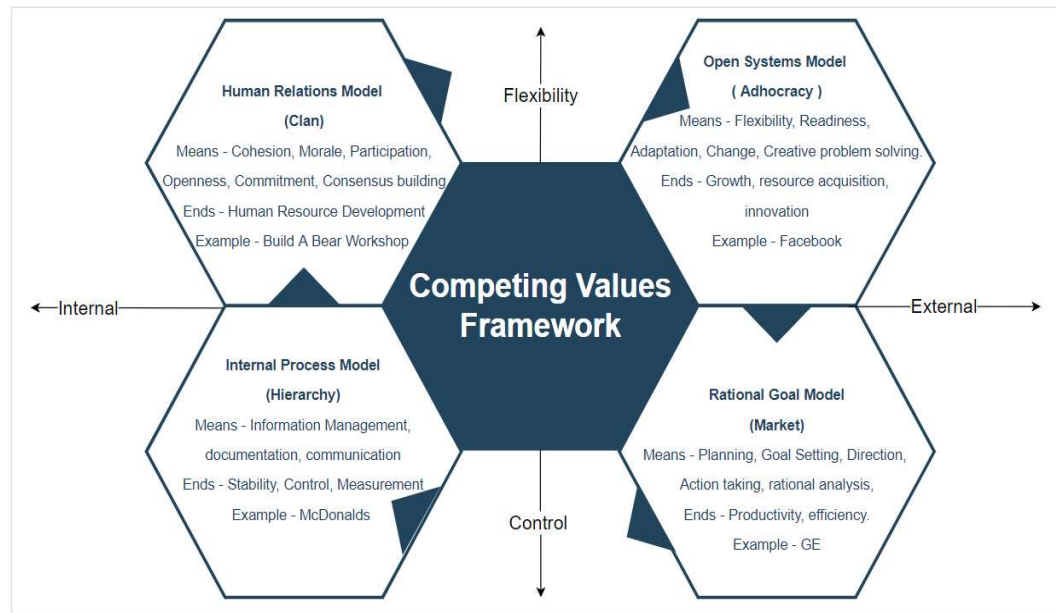 Human Relations Model
(Clan)
Means - Cohesion, Morale, Participation,
Openness, Commitment, Consensus building
Ends - Human Resource Development
Example - Build A Bear Workshop
Flexibility
Open Systems Model
( Adhocracy )
Means - Flexibility, Readiness,
Adaptation, Change, Creative problem solving.
Ends - Growth, resource acquisition,
innovation
Example - Facebook
Internal
Competing Values
Framework
External
Internal Process Model
(Hierarchy)
Means - Information Management,
documentation, communication
Ends - Stability, Control, Measurement
Example - McDonalds
Control
Rational Goal Model
(Market)
Means - Planning, Goal Setting, Direction,
Action taking, rational analysis,
Ends - Productivity, efficiency.
Example - GE